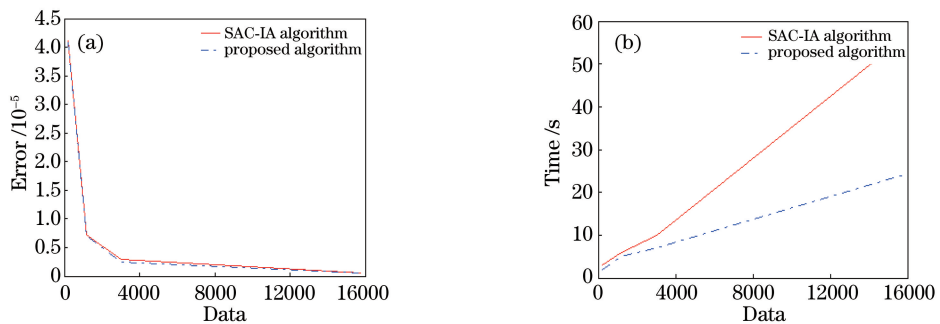 (a)
SAC-IA algorithm
proposed algorithm
4.5
4.0
3.5
3.0
2.5
2.0
1.5
1.0
0.5
0
Error /10⁻⁵
0 4000 8000 12000 16000
Data
(b)
SAC-IA algorithm
proposed algorithm
60
50
40
30
20
10
0
Time /s
0 4000 8000 12000 16000
Data